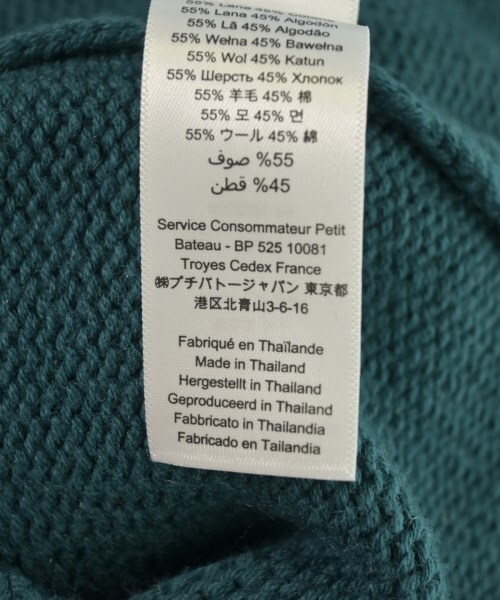 55% Lana 45% Algodón
55% Lã 45% Algodão
55% Wełna 45% Bawełna
55% Wol 45% Katun
55% Шерсть 45% Хлопок
55% 羊毛 45% 棉
55% 모 45% 면
55% ウール 45% 綿
%55 صوف
%45 قطن
Service Consommateur Petit
Bateau - BP 525 10081
Troyes Cedex France
㈱プチバトージャパン 東京都
港区北青山3-6-16
Fabriqué en Thaïlande
Made in Thailand
Hergestellt in Thailand
Geproduceerd in Thailand
Fabbricato in Thailandia
Fabricado en Tailandia